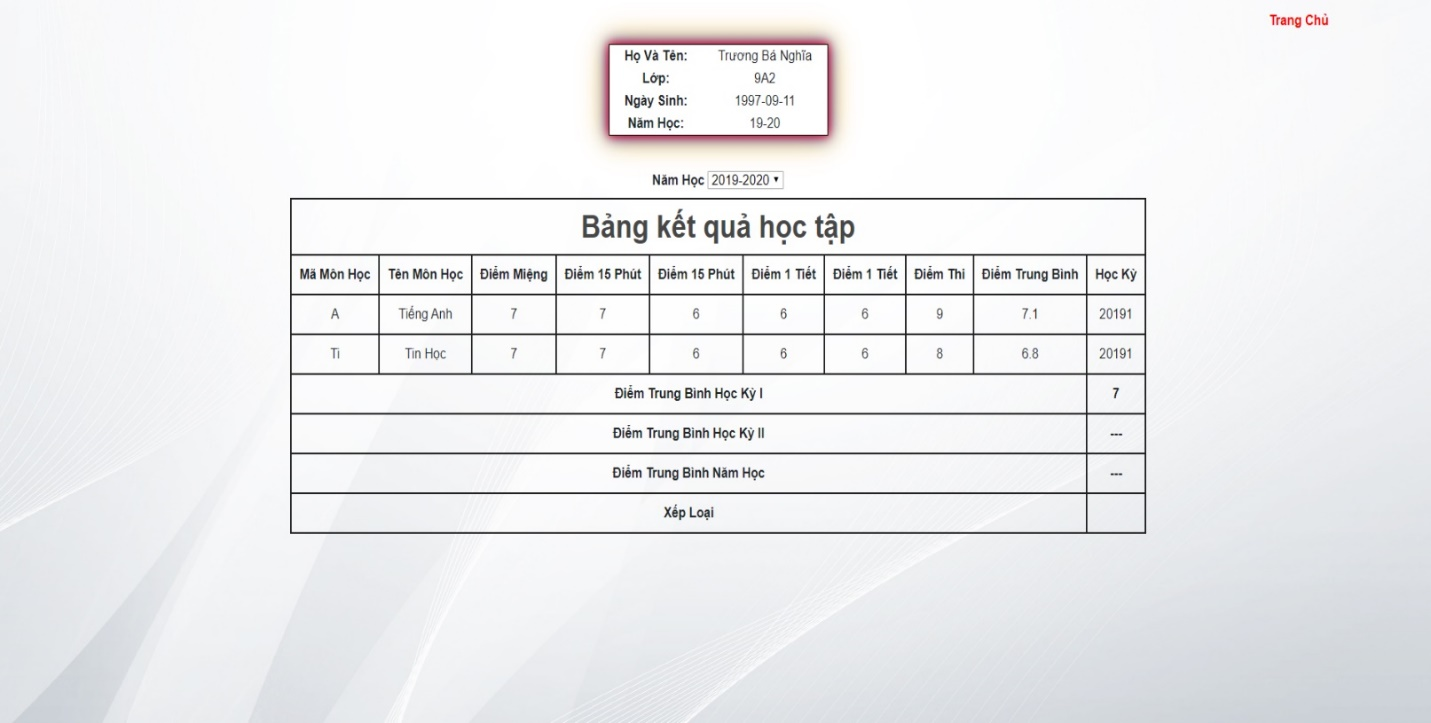 Trang Chủ
Họ Và Tên: Trương Bá Nghĩa
Lớp: 9A2
Ngày Sinh: 1997-09-11
Năm Học: 19-20
Năm Học 2019-2020
Bảng kết quả học tập
Mã Môn Học Tên Môn Học Điểm Miệng Điểm 15 Phút Điểm 15 Phút Điểm 1 Tiết Điểm 1 Tiết Điểm Thi Điểm Trung Bình Học Kỳ
A Tiếng Anh 7 7 6 6 6 9 7.1 20191
Ti Tin Học 7 7 6 6 6 8 6.8 20191
Điểm Trung Bình Học Kỳ I 7
Điểm Trung Bình Học Kỳ II ---
Điểm Trung Bình Năm Học ---
Xếp Loại